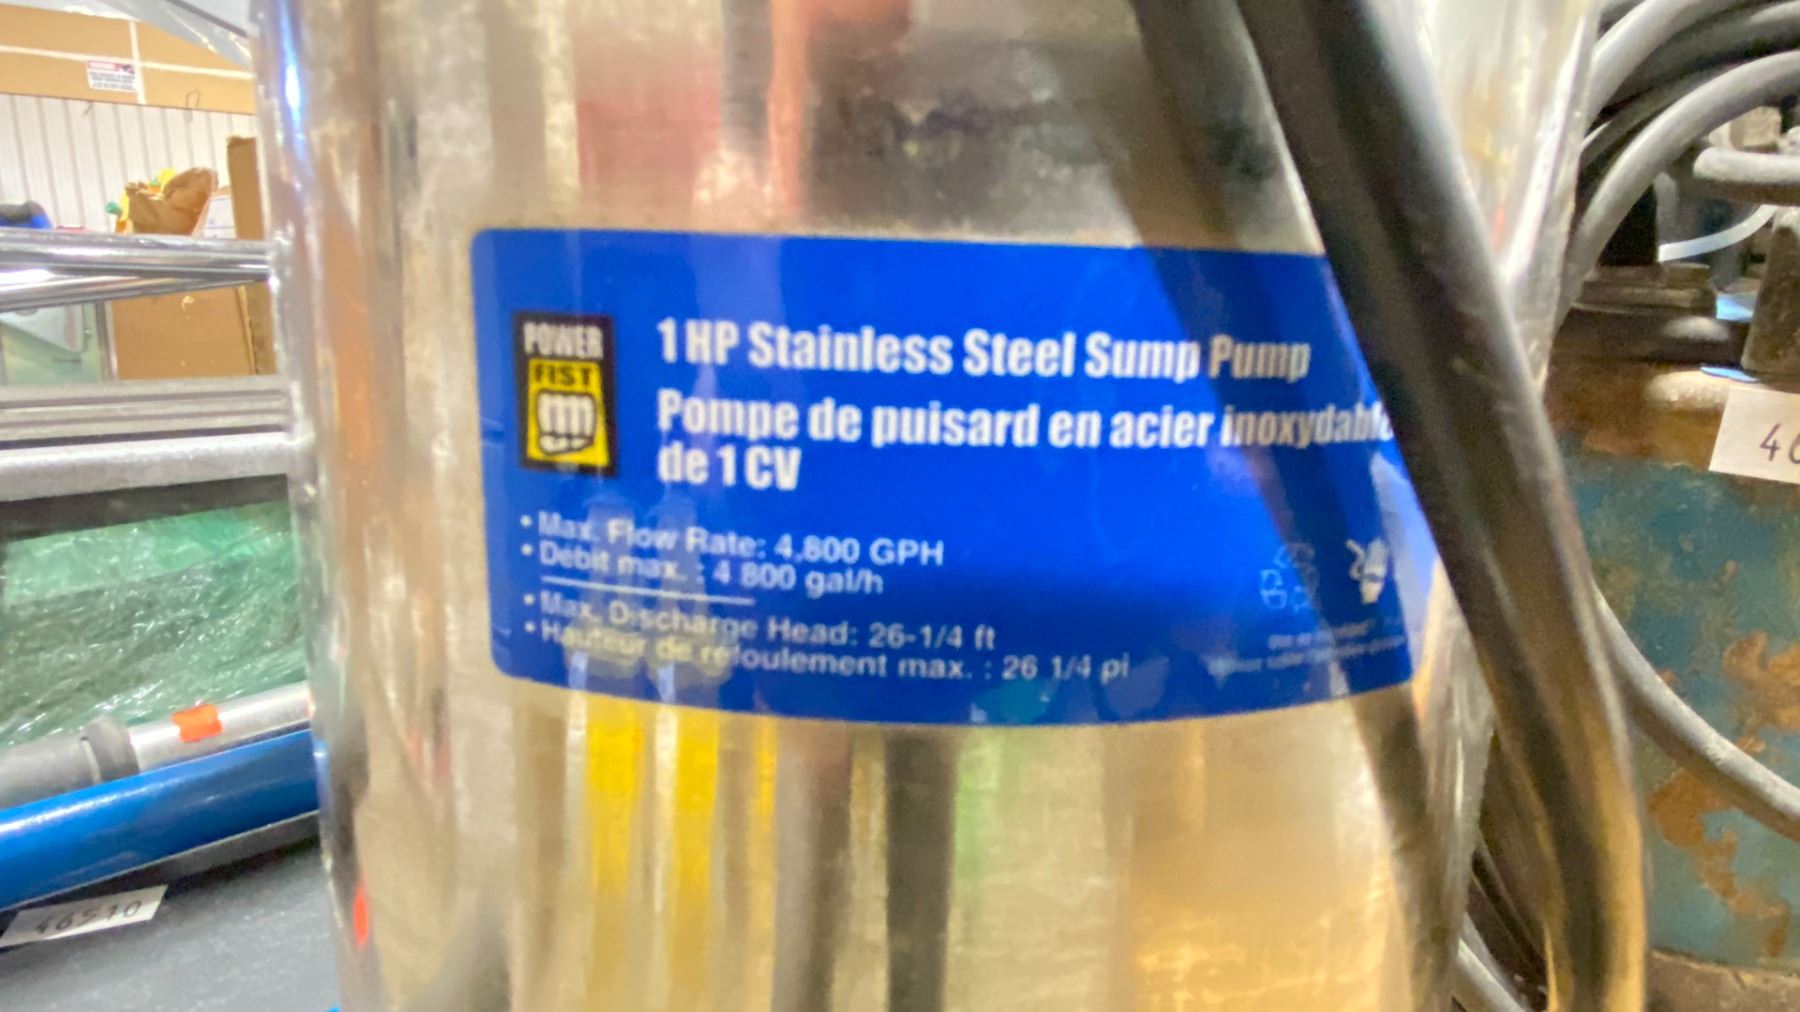 POWER
FIST
1 HP Stainless Steel Sump Pump
Pompe de puisard en acier inoxydable
de 1 CV
• Max. Flow Rate: 4,800 GPH
• Débit max. : 4 800 gal/h
• Max. Discharge Head: 26-1/4 ft
• Hauteur de refoulement max. : 26 1/4 pi
46510